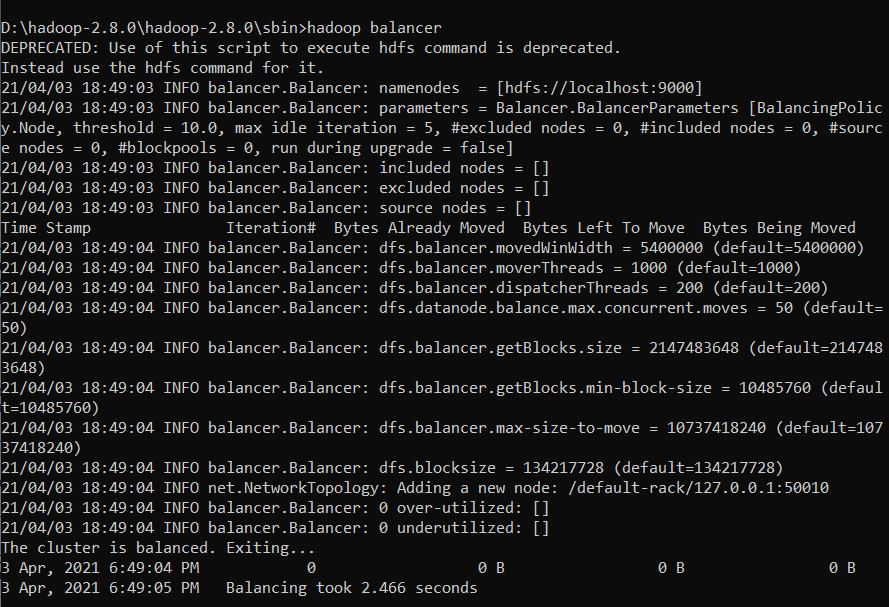 D:\hadoop-2.8.0\hadoop-2.8.0\sbin>hadoop balancer
DEPRECATED: Use of this script to execute hdfs command is deprecated.
Instead use the hdfs command for it.
21/04/03 18:49:03 INFO balancer.Balancer: namenodes  = [hdfs://localhost:9000]
21/04/03 18:49:03 INFO balancer.Balancer: parameters = Balancer.BalancerParameters [BalancingPolic
y.Node, threshold = 10.0, max idle iteration = 5, #excluded nodes = 0, #included nodes = 0, #sourc
e nodes = 0, #blockpools = 0, run during upgrade = false]
21/04/03 18:49:03 INFO balancer.Balancer: included nodes = []
21/04/03 18:49:03 INFO balancer.Balancer: excluded nodes = []
21/04/03 18:49:03 INFO balancer.Balancer: source nodes = []
Time Stamp               Iteration#  Bytes Already Moved  Bytes Left To Move  Bytes Being Moved
21/04/03 18:49:04 INFO balancer.Balancer: dfs.balancer.movedWinWidth = 5400000 (default=5400000)
21/04/03 18:49:04 INFO balancer.Balancer: dfs.balancer.moverThreads = 1000 (default=1000)
21/04/03 18:49:04 INFO balancer.Balancer: dfs.balancer.dispatcherThreads = 200 (default=200)
21/04/03 18:49:04 INFO balancer.Balancer: dfs.datanode.balance.max.concurrent.moves = 50 (default=
50)
21/04/03 18:49:04 INFO balancer.Balancer: dfs.balancer.getBlocks.size = 2147483648 (default=214748
3648)
21/04/03 18:49:04 INFO balancer.Balancer: dfs.balancer.getBlocks.min-block-size = 10485760 (defaul
t=10485760)
21/04/03 18:49:04 INFO balancer.Balancer: dfs.balancer.max-size-to-move = 10737418240 (default=107
37418240)
21/04/03 18:49:04 INFO balancer.Balancer: dfs.blocksize = 134217728 (default=134217728)
21/04/03 18:49:04 INFO net.NetworkTopology: Adding a new node: /default-rack/127.0.0.1:50010
21/04/03 18:49:04 INFO balancer.Balancer: 0 over-utilized: []
21/04/03 18:49:04 INFO balancer.Balancer: 0 underutilized: []
The cluster is balanced. Exiting...
3 Apr, 2021 6:49:04 PM            0                  0 B                 0 B                0 B
3 Apr, 2021 6:49:05 PM   Balancing took 2.466 seconds